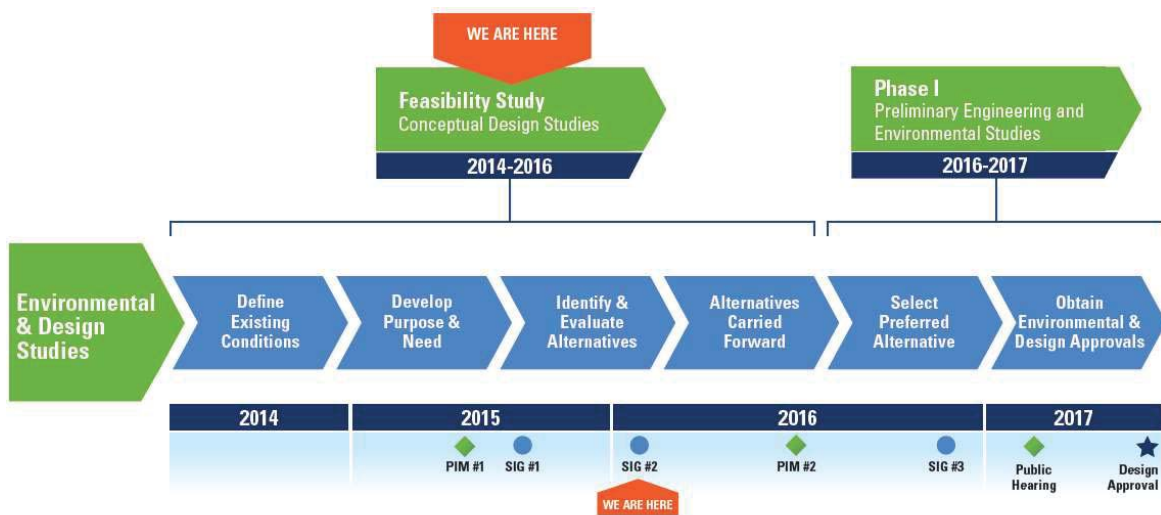 WE ARE HERE
Feasibility Study
Conceptual Design Studies
2014-2016
Phase I
Preliminary Engineering and
Environmental Studies
2016-2017
Environmental
& Design
Studies
Define
Existing
Conditions
Develop
Purpose &
Need
Identify &
Evaluate
Alternatives
Alternatives
Carried
Forward
Select
Preferred
Alternative
Obtain
Environmental &
Design Approvals
2014
2015
2016
2017
PIM #1
SIG #1
SIG #2
PIM #2
SIG #3
Public
Hearing
Design
Approval
WE ARE HERE